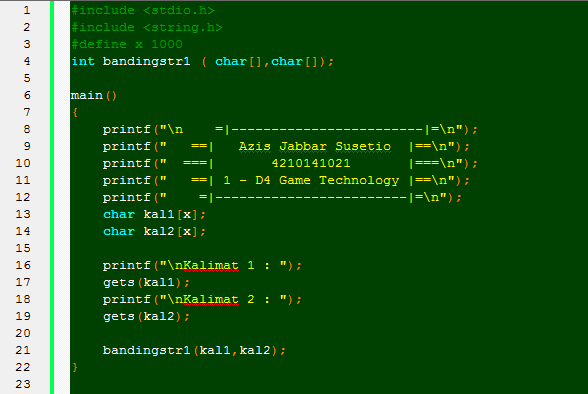 1 #include <stdio.h>
2 #include <string.h>
3 #define x 1000
4 int bandingstr1 ( char[],char[]);
5
6 main()
7 {
8     printf("\n    =|------------------------|=\n");
9     printf("   ==|   Azis Jabbar Susetio  |==\n");
10     printf("  ===|       4210141021       |===\n");
11     printf("   ==| 1 - D4 Game Technology |==\n");
12     printf("    =|------------------------|=\n");
13     char kal1[x];
14     char kal2[x];
15
16     printf("\nKalimat 1 : ");
17     gets(kal1);
18     printf("\nKalimat 2 : ");
19     gets(kal2);
20
21     bandingstr1(kal1,kal2);
22 }
23